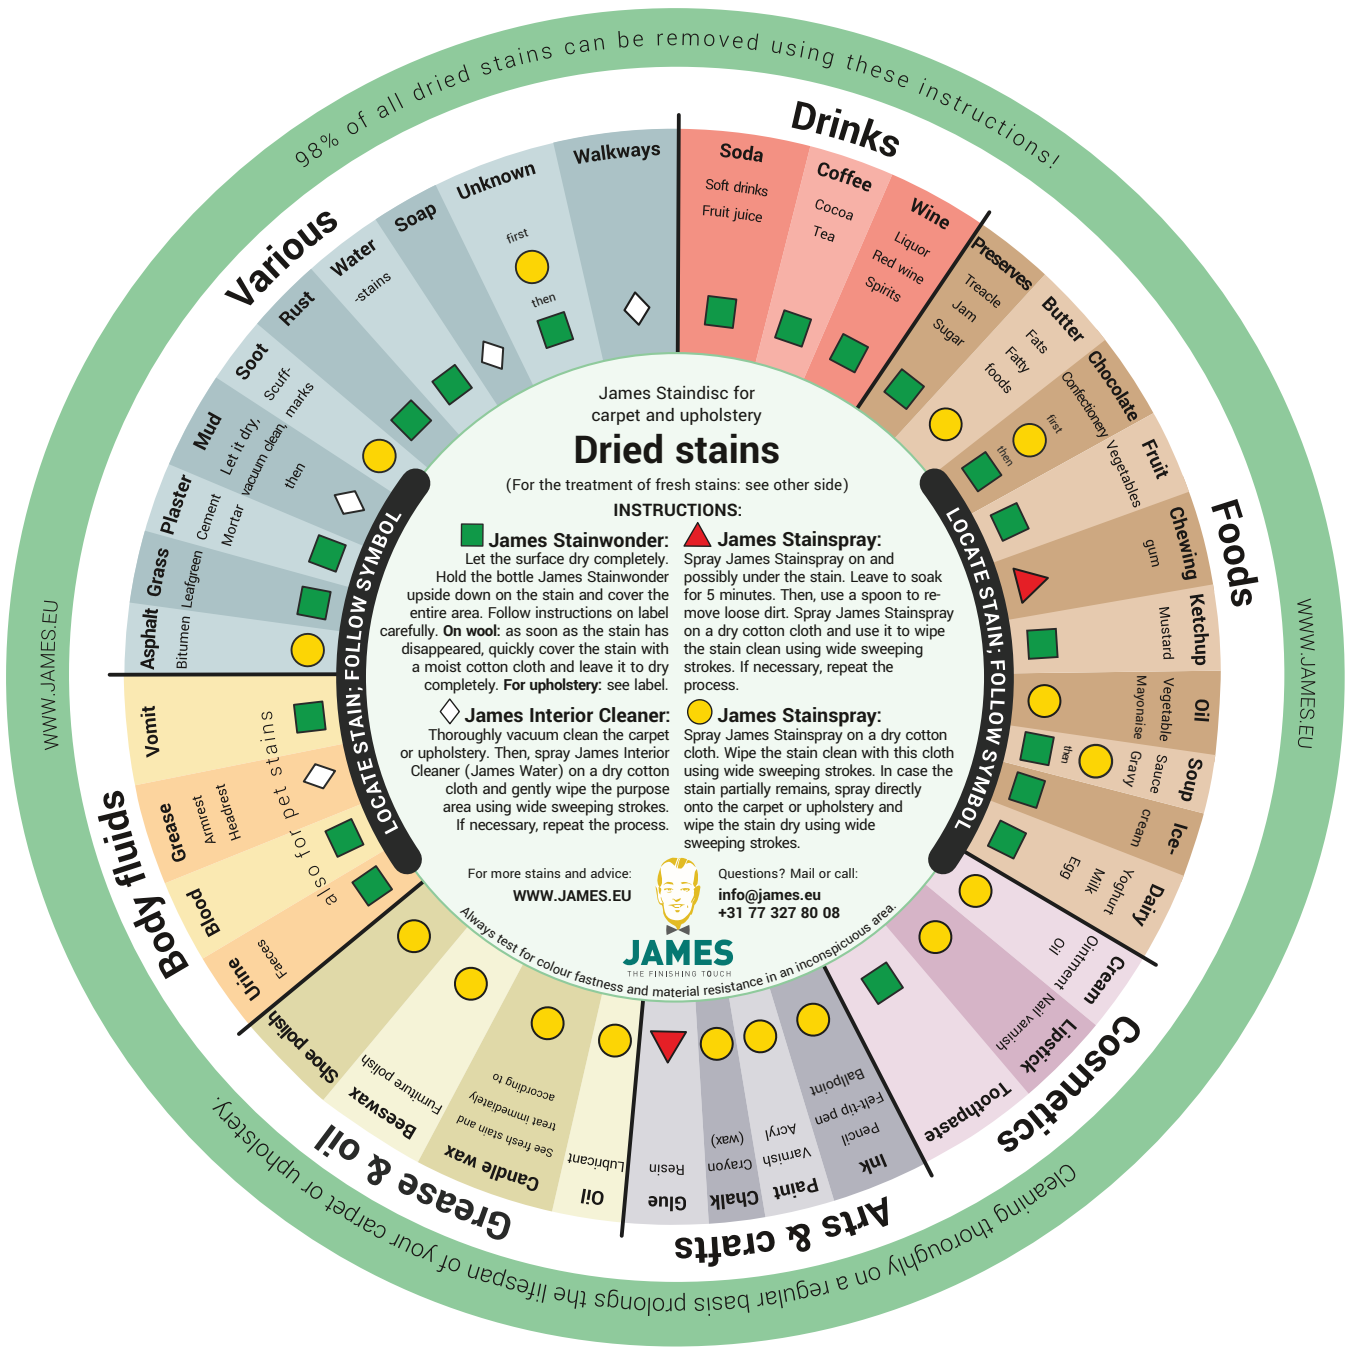 98% of all dried stains can be removed using these instructions!
WWW.JAMES.EU
Cleaning thoroughly on a regular basis prolongs the lifespan of your carpet or upholstery.
WWW.JAMES.EU
Drinks
Soda
Soft drinks
Fruit juice
Coffee
Cocoa
Tea
Wine
Liquor
Red wine
Spirits
Foods
Preserves
Treacle
Jam
Sugar
Butter
Fats
Fatty
foods
Chocolate
Confectionery
first
then
Fruit
Vegetables
Chewing
gum
Ketchup
Mustard
Oil
Vegetable
Mayonaise
Soup
Sauce
Gravy
then
Ice-
cream
Dairy
Yoghurt
Milk
Egg
Cosmetics
Cream
Ointment
Oil
Lipstick
Nail varnish
Toothpaste
Arts & crafts
Ink
Pencil
Felt-tip pen
Ballpoint
Paint
Varnish
Acryl
Chalk
Crayon
(wax)
Glue
Resin
Grease & oil
Oil
Lubricant
Candle wax
See fresh stain and
treat immediately
according to
Beeswax
Furniture polish
Shoe polish
Body fluids
also for pet stains
Urine
Faeces
Blood
Grease
Armrest
Headrest
Vomit
Various
Asphalt
Bitumen
Grass
Leafgreen
Plaster
Cement
Mortar
Mud
Let it dry,
vacuum clean,
then
Soot
Scuff-
marks
Rust
Water
-stains
Soap
Unknown
first
then
Walkways
LOCATE STAIN; FOLLOW SYMBOL
LOCATE STAIN; FOLLOW SYMBOL
James Staindisc for
carpet and upholstery
Dried stains
(For the treatment of fresh stains: see other side)
INSTRUCTIONS:
James Stainwonder:
Let the surface dry completely.
Hold the bottle James Stainwonder
upside down on the stain and cover the
entire area. Follow instructions on label
carefully. On wool: as soon as the stain has
disappeared, quickly cover the stain with
a moist cotton cloth and leave it to dry
completely. For upholstery: see label.
James Stainspray:
Spray James Stainspray on and
possibly under the stain. Leave to soak
for 5 minutes. Then, use a spoon to re-
move loose dirt. Spray James Stainspray
on a dry cotton cloth and use it to wipe
the stain clean using wide sweeping
strokes. If necessary, repeat the
process.
James Interior Cleaner:
Thoroughly vacuum clean the carpet
or upholstery. Then, spray James Interior
Cleaner (James Water) on a dry cotton
cloth and gently wipe the purpose
area using wide sweeping strokes.
If necessary, repeat the process.
James Stainspray:
Spray James Stainspray on a dry cotton
cloth. Wipe the stain clean with this cloth
using wide sweeping strokes. In case the
stain partially remains, spray directly
onto the carpet or upholstery and
wipe the stain dry using wide
sweeping strokes.
For more stains and advice:
WWW.JAMES.EU
Questions? Mail or call:
info@james.eu
+31 77 327 80 08
JAMES
THE FINISHING TOUCH
Always test for colour fastness and material resistance in an inconspicuous area.